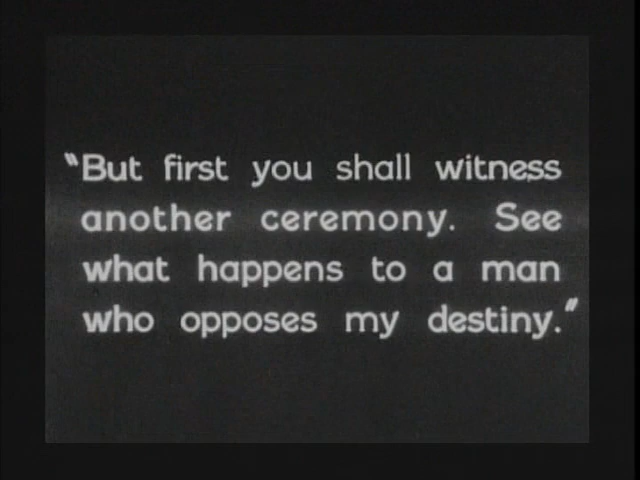 "But first you shall witness
another ceremony. See
what happens to a man
who opposes my destiny."